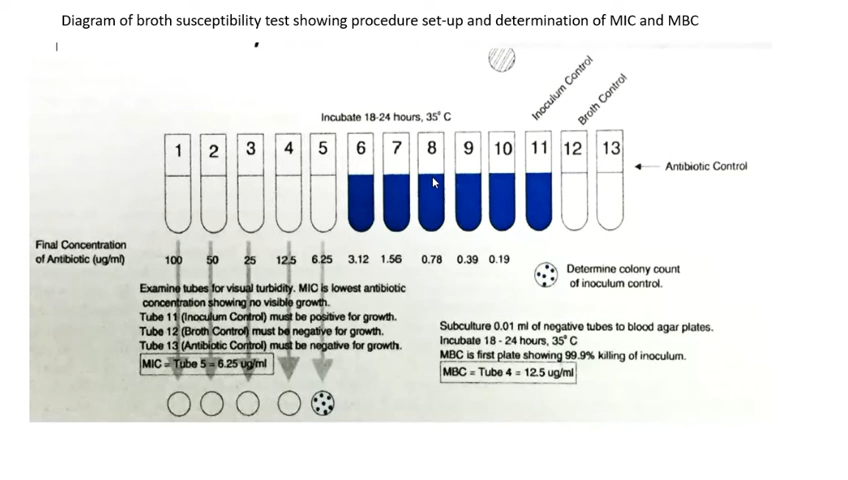 Diagram of broth susceptibility test showing procedure set-up and determination of MIC and MBC
Inoculum Control
Broth Control
Incubate 18-24 hours, 35° C
1 2 3 4 5 6 7 8 9 10 11 12 13
Antibiotic Control
Final Concentration
of Antibiotic (ug/ml)
100 50 25 12.5 6.25 3.12 1.56 0.78 0.39 0.19
Determine colony count
of inoculum control.
Examine tubes for visual turbidity. MIC is lowest antibiotic
concentration showing no visible growth.
Tube 11 (Inoculum Control) must be positive for growth.
Tube 12 (Broth Control) must be negative for growth.
Tube 13 (Antibiotic Control) must be negative for growth.
MIC = Tube 5 = 6.25 ug/ml
Subculture 0.01 ml of negative tubes to blood agar plates.
Incubate 18 - 24 hours, 35° C
MBC is first plate showing 99.9% killing of inoculum.
MBC = Tube 4 = 12.5 ug/ml